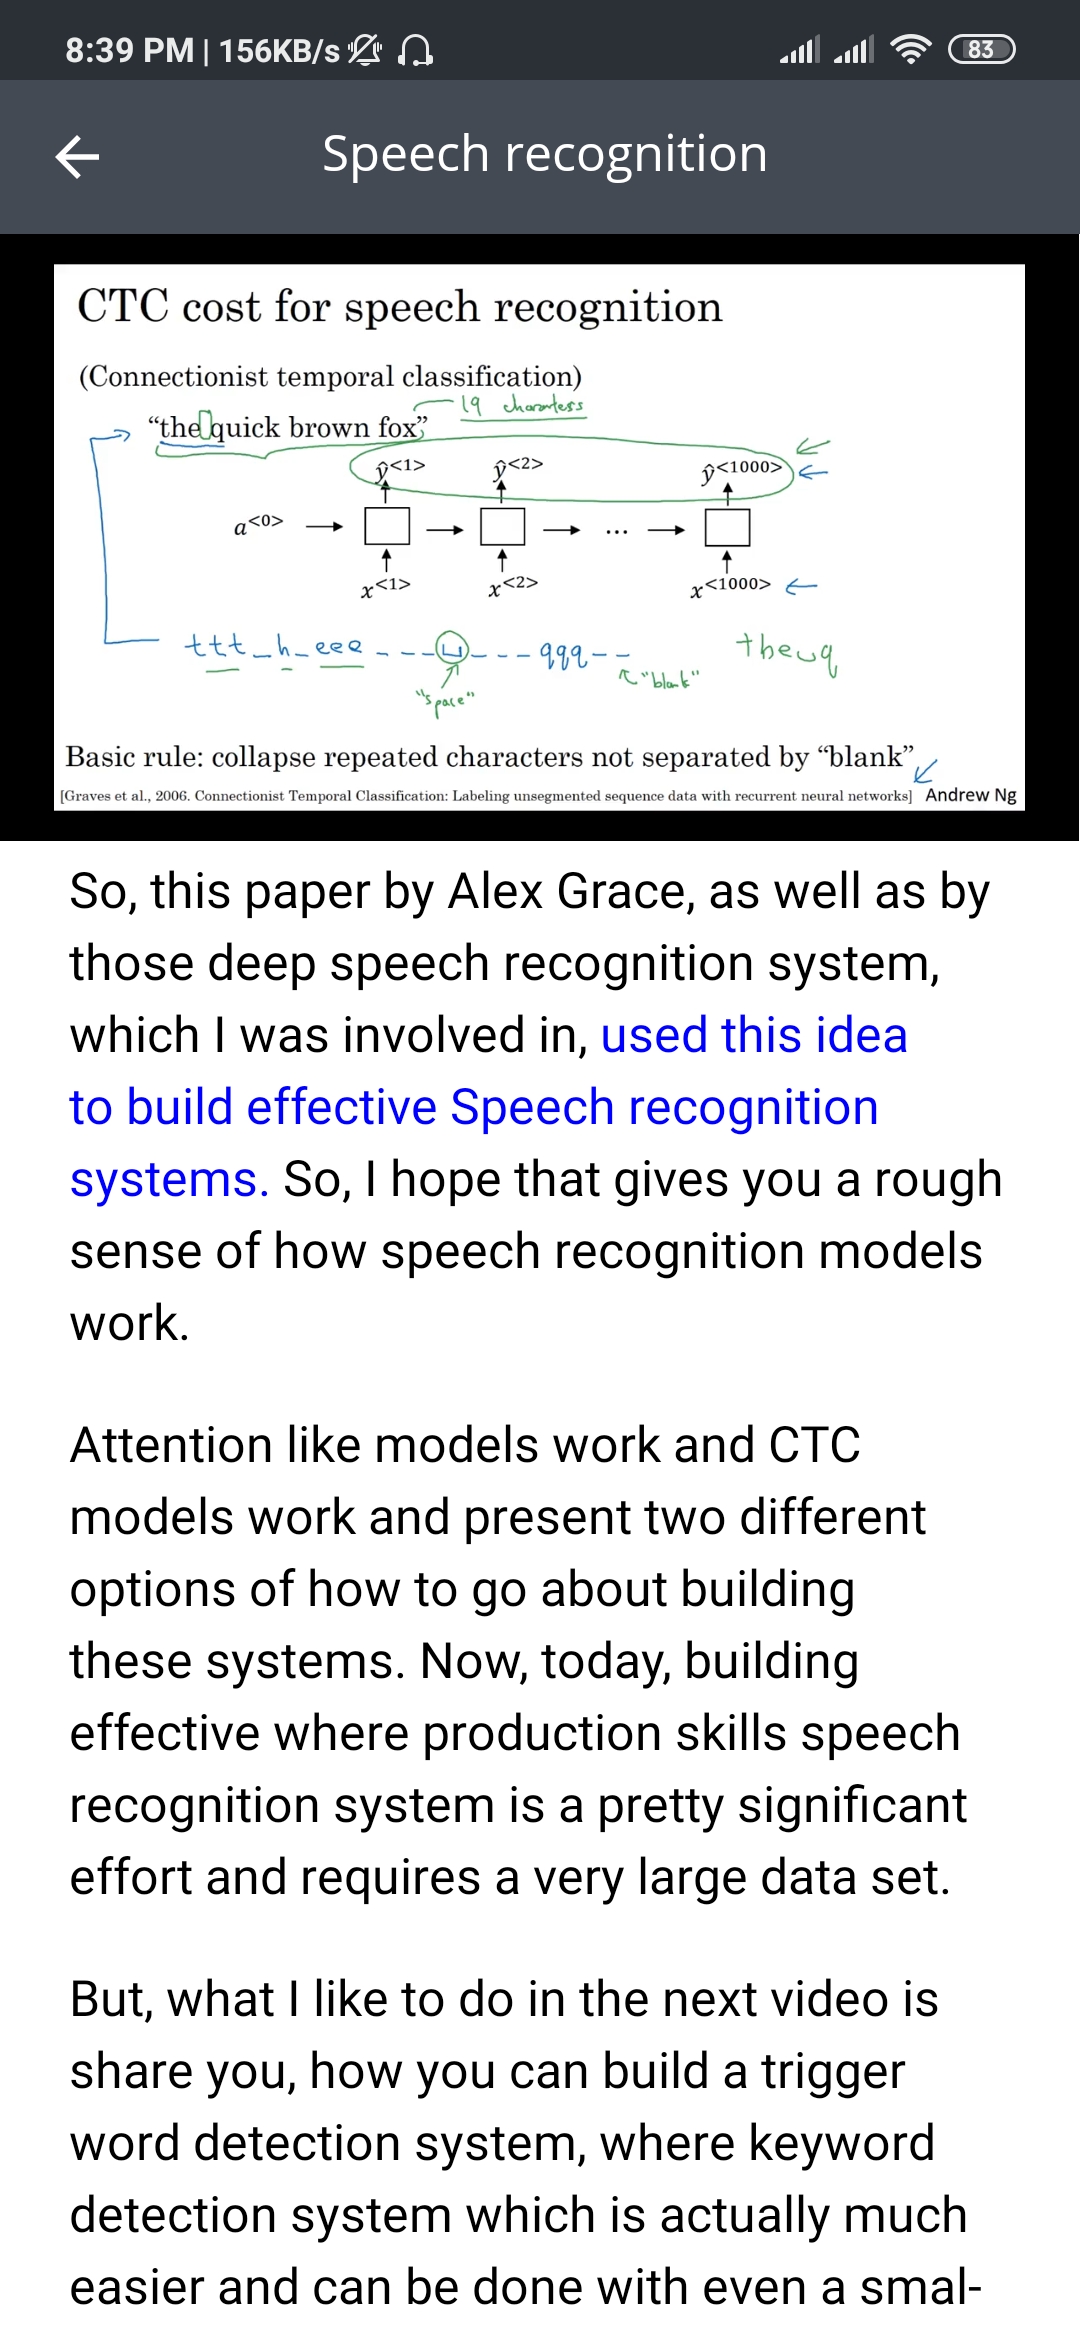 8:39 PM | 156KB/s
83
Speech recognition
CTC cost for speech recognition
(Connectionist temporal classification)
19 characters
“the quick brown fox”
ŷ<1> ŷ<2> ŷ<1000>
a<0> ...
x<1> x<2> x<1000>
ttt_h_eee_ _ _␣_ _ _qqq_ _
the␣q
"blank"
"space"
Basic rule: collapse repeated characters not separated by “blank”
[Graves et al., 2006. Connectionist Temporal Classification: Labeling unsegmented sequence data with recurrent neural networks] Andrew Ng
So, this paper by Alex Grace, as well as by
those deep speech recognition system,
which I was involved in, used this idea
to build effective Speech recognition
systems. So, I hope that gives you a rough
sense of how speech recognition models
work.
Attention like models work and CTC
models work and present two different
options of how to go about building
these systems. Now, today, building
effective where production skills speech
recognition system is a pretty significant
effort and requires a very large data set.
But, what I like to do in the next video is
share you, how you can build a trigger
word detection system, where keyword
detection system which is actually much
easier and can be done with even a smal-